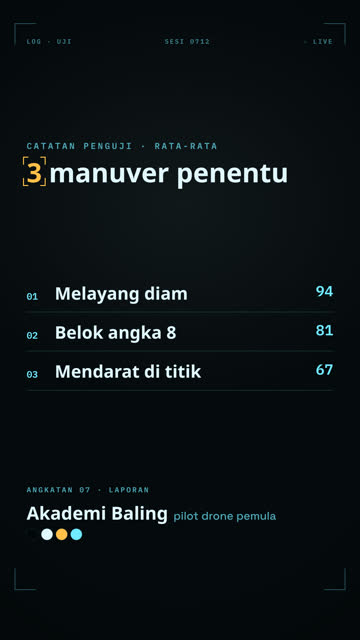 LOG · UJI SESI 0712 · LIVE
CATATAN PENGUJI · RATA-RATA
3 manuver penentu
01 Melayang diam 94
02 Belok angka 8 81
03 Mendarat di titik 67
ANGKATAN 07 · LAPORAN
Akademi Baling pilot drone pemula